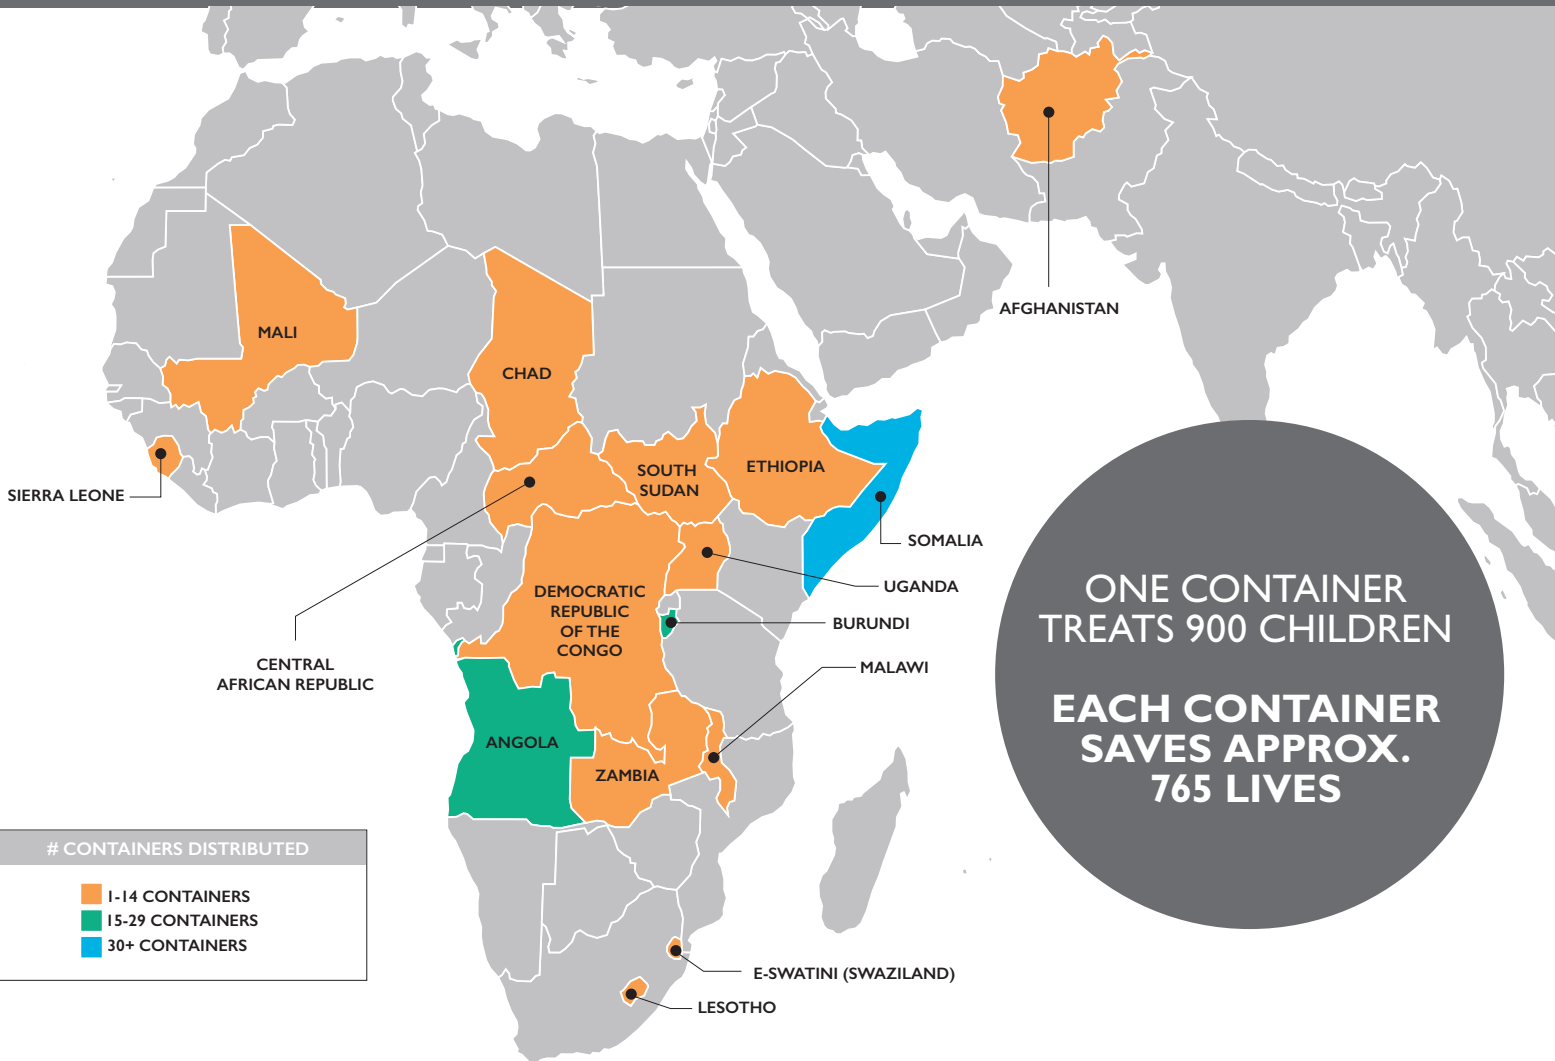 AFGHANISTAN
MALI
CHAD
SOUTH
SUDAN
ETHIOPIA
SIERRA LEONE
SOMALIA
UGANDA
DEMOCRATIC
REPUBLIC
OF THE
CONGO
BURUNDI
CENTRAL
AFRICAN REPUBLIC
MALAWI
ANGOLA
ZAMBIA
E-SWATINI (SWAZILAND)
LESOTHO
ONE CONTAINER
TREATS 900 CHILDREN
EACH CONTAINER
SAVES APPROX.
765 LIVES
# CONTAINERS DISTRIBUTED
1-14 CONTAINERS
15-29 CONTAINERS
30+ CONTAINERS